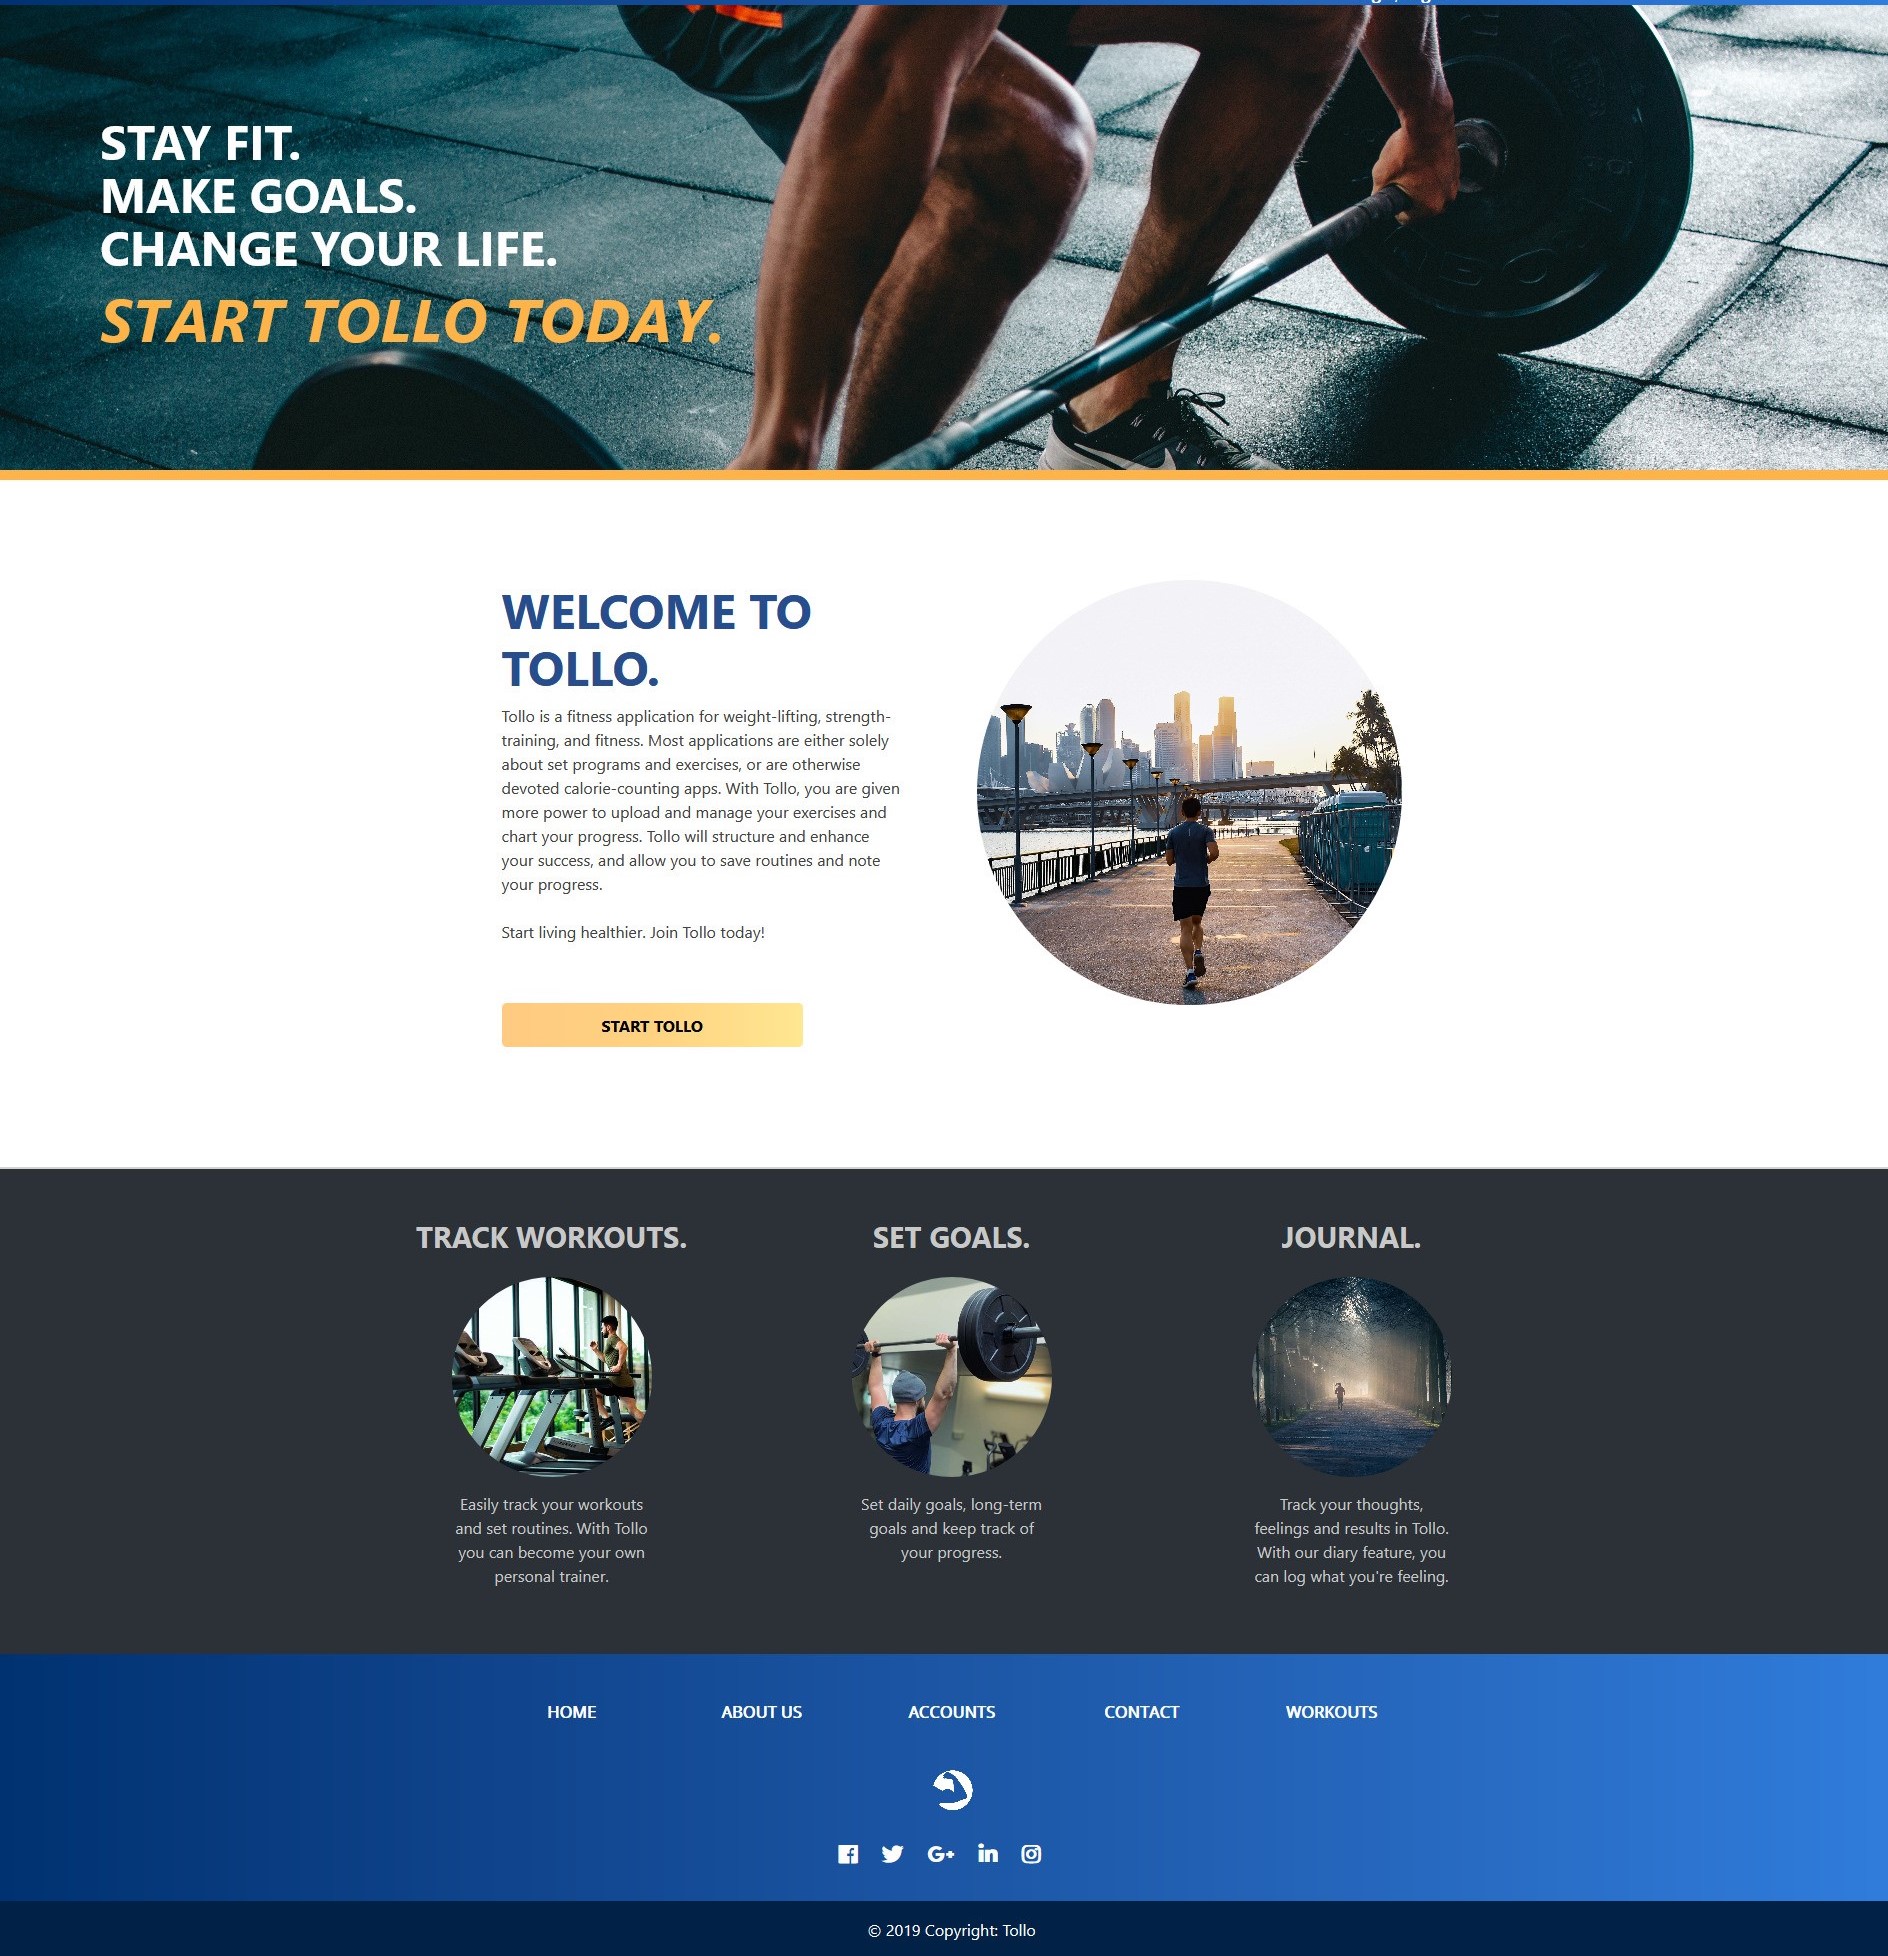 STAY FIT.
MAKE GOALS.
CHANGE YOUR LIFE.
START TOLLO TODAY.
WELCOME TO
TOLLO.
Tollo is a fitness application for weight-lifting, strength-
training, and fitness. Most applications are either solely
about set programs and exercises, or are otherwise
devoted calorie-counting apps. With Tollo, you are given
more power to upload and manage your exercises and
chart your progress. Tollo will structure and enhance
your success, and allow you to save routines and note
your progress.
Start living healthier. Join Tollo today!
START TOLLO
TRACK WORKOUTS.
SET GOALS.
JOURNAL.
Easily track your workouts
and set routines. With Tollo
you can become your own
personal trainer.
Set daily goals, long-term
goals and keep track of
your progress.
Track your thoughts,
feelings and results in Tollo.
With our diary feature, you
can log what you're feeling.
HOME
ABOUT US
ACCOUNTS
CONTACT
WORKOUTS
G+
in
© 2019 Copyright: Tollo